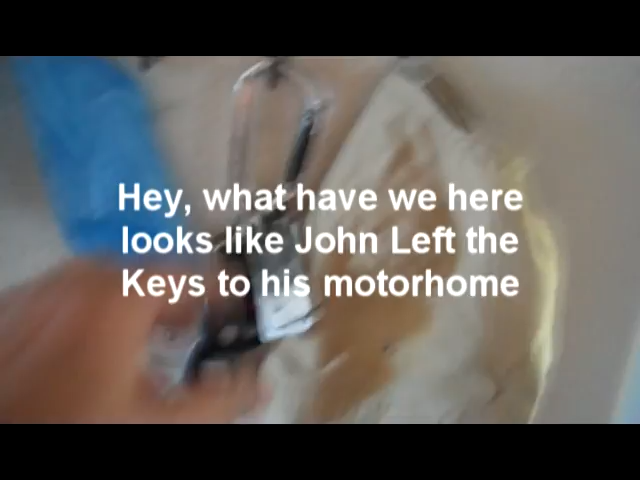 Hey, what have we here
looks like John Left the
Keys to his motorhome